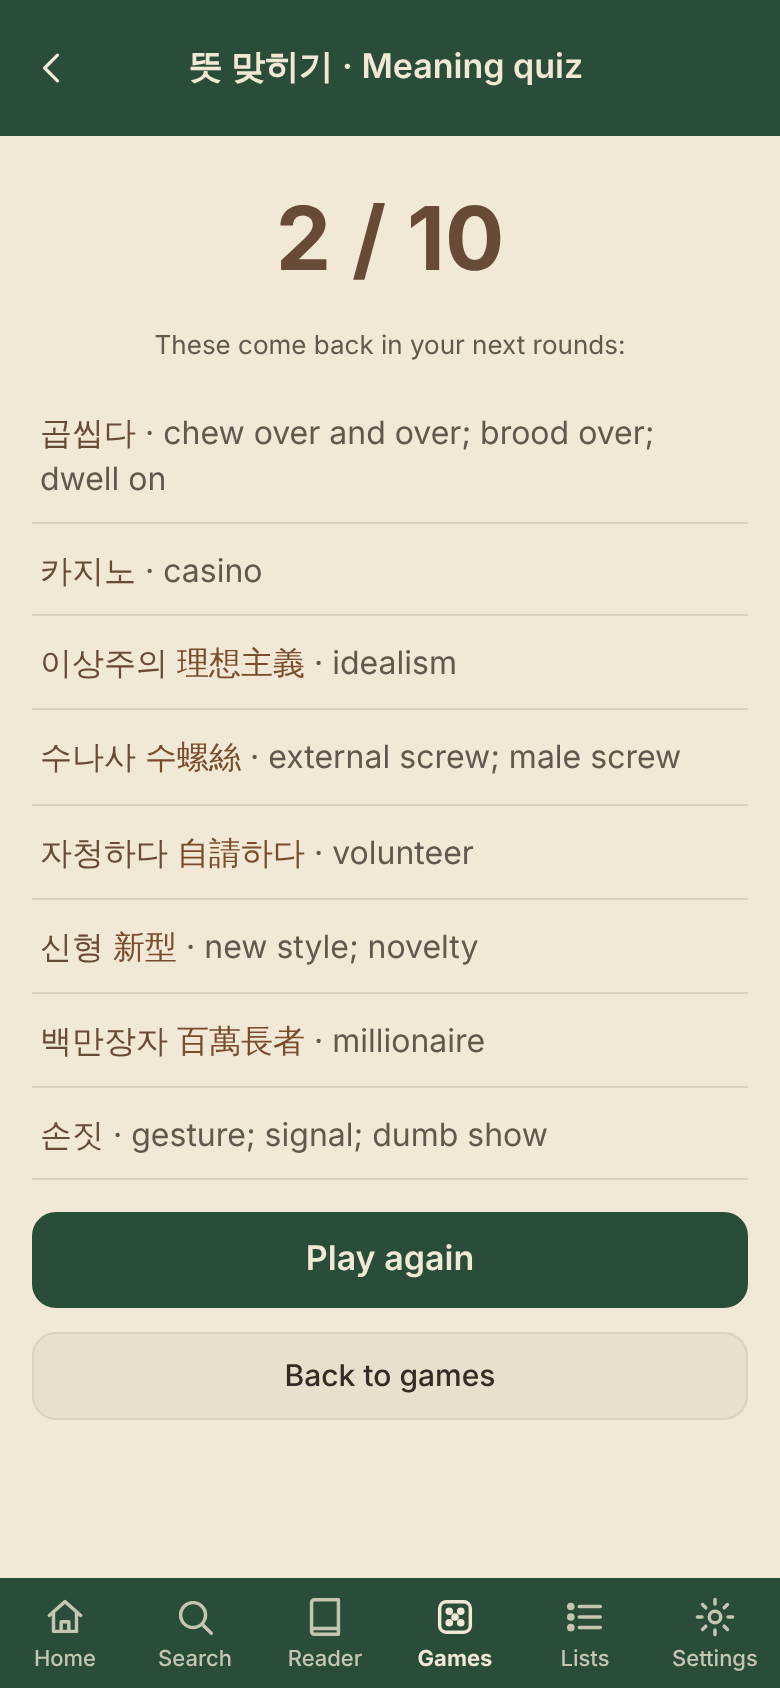 뜻 맞히기 · Meaning quiz
2 / 10
These come back in your next rounds:
곱씹다 · chew over and over; brood over;
dwell on
카지노 · casino
이상주의 理想主義 · idealism
수나사 수螺絲 · external screw; male screw
자청하다 自請하다 · volunteer
신형 新型 · new style; novelty
백만장자 百萬長者 · millionaire
손짓 · gesture; signal; dumb show
Play again
Back to games
Home Search Reader Games Lists Settings